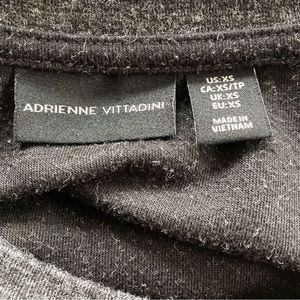 ADRIENNE VITTADINI
US:XS
CA:XS/TP
UK:XS
EU:XS
MADE IN
VIETNAM